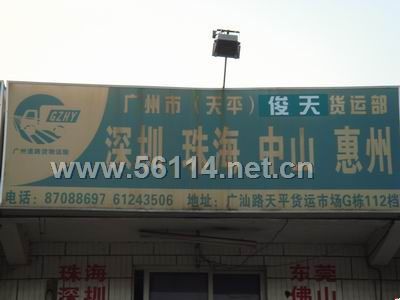 广州市（天平）俊天货运部
GZHY
广州道路货物运输
深圳 珠海 中山 惠州
www.56114.net.cn
电话：87088697 61243506 地址：广汕路天平货运市场G栋112档
珠海 东莞
深圳 佛山